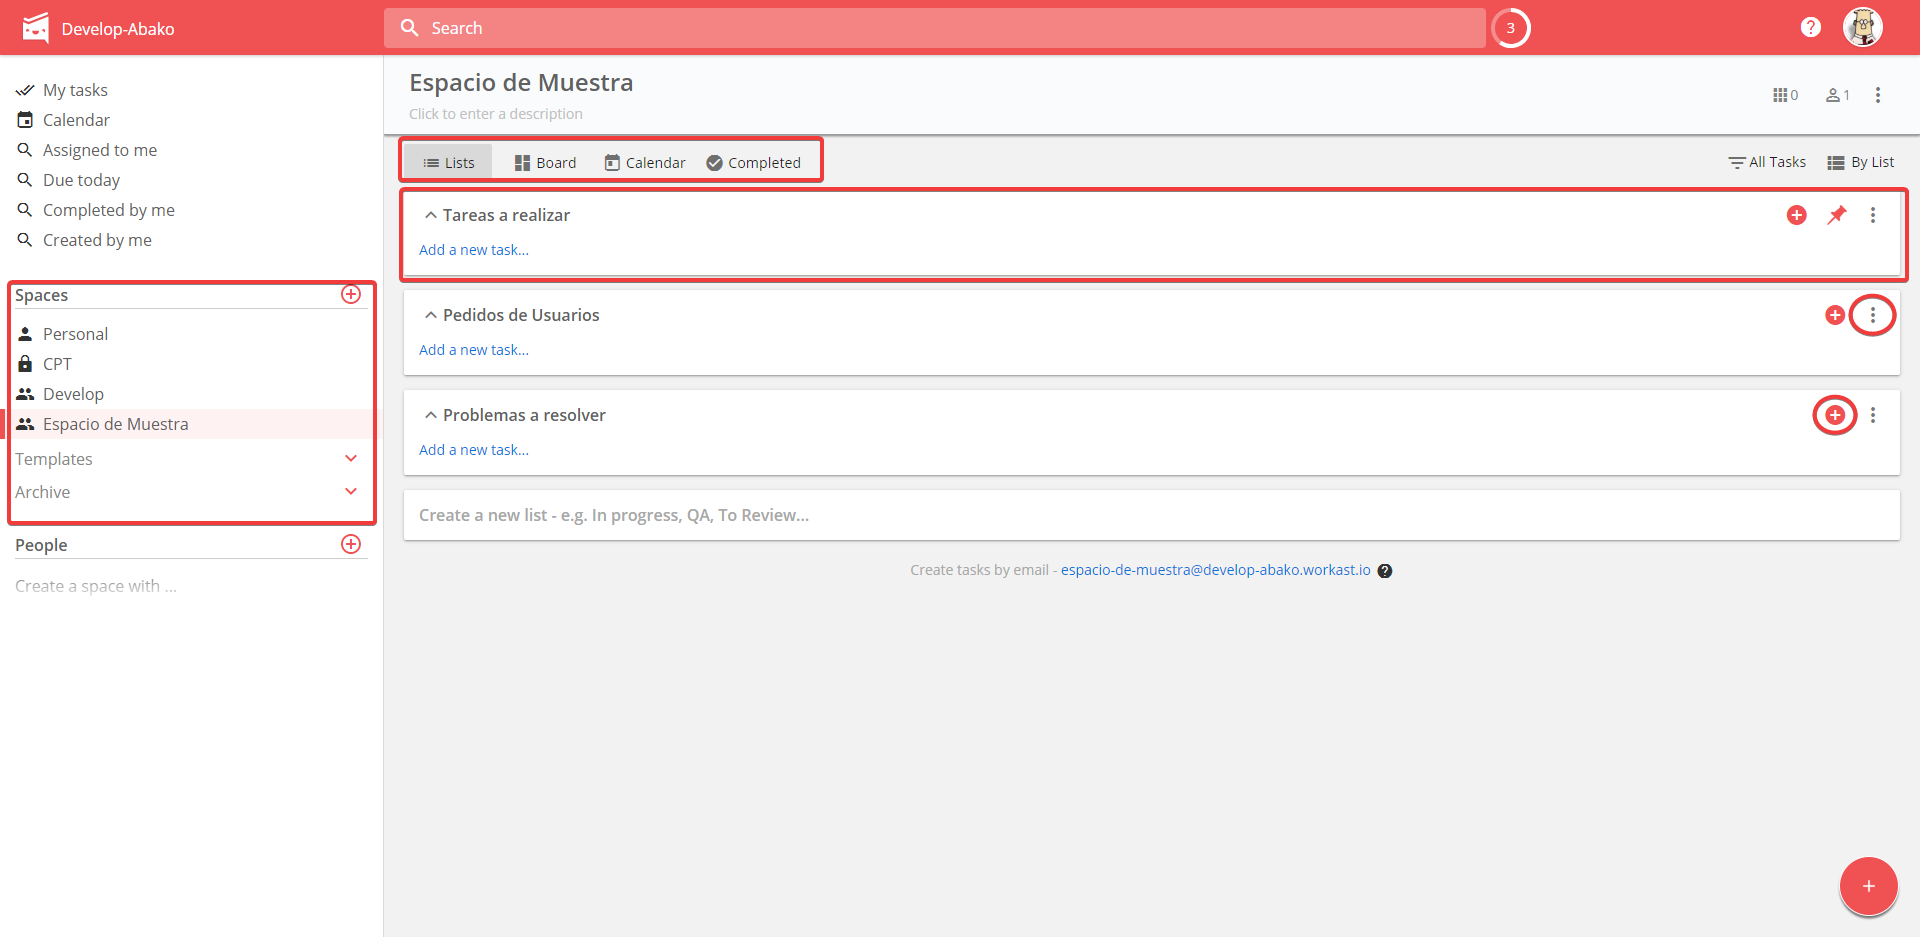 Develop-Abako
Search
3
My tasks
Calendar
Assigned to me
Due today
Completed by me
Created by me
Spaces
Personal
CPT
Develop
Espacio de Muestra
Templates
Archive
People
Create a space with ...
Espacio de Muestra
Click to enter a description
0 1
Lists Board Calendar Completed
All Tasks By List
Tareas a realizar
Add a new task...
Pedidos de Usuarios
Add a new task...
Problemas a resolver
Add a new task...
Create a new list - e.g. In progress, QA, To Review...
Create tasks by email - espacio-de-muestra@develop-abako.workast.io